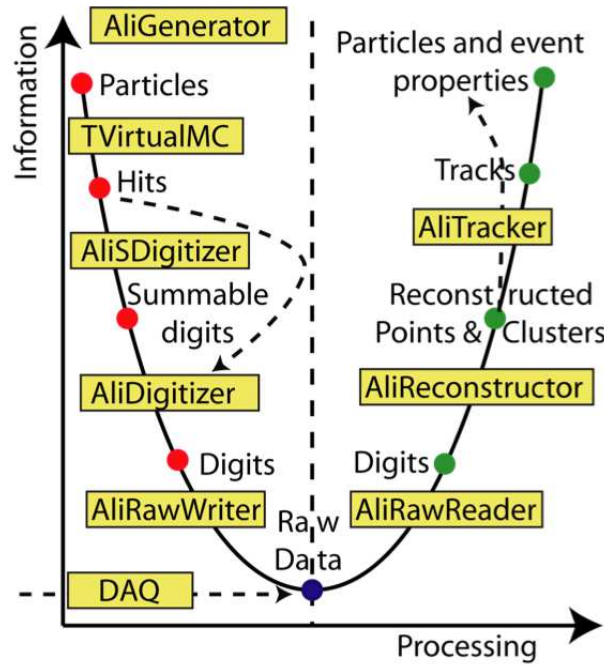 AliGenerator
Information
Particles
TVirtualMC
Hits
AliSDigitizer
Summable
digits
AliDigitizer
Digits
AliRawWriter
Raw
Data
DAQ
Particles and event
properties
Tracks
AliTracker
Reconstructed
Points & Clusters
AliReconstructor
Digits
AliRawReader
Processing